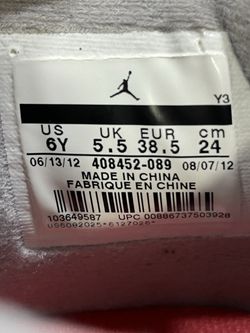 Y3
US UK EUR cm
6Y 5.5 38.5 24
06/13/12 408452-089 08/07/12
MADE IN CHINA
FABRIQUE EN CHINE
103649587 UPC 00886737503928